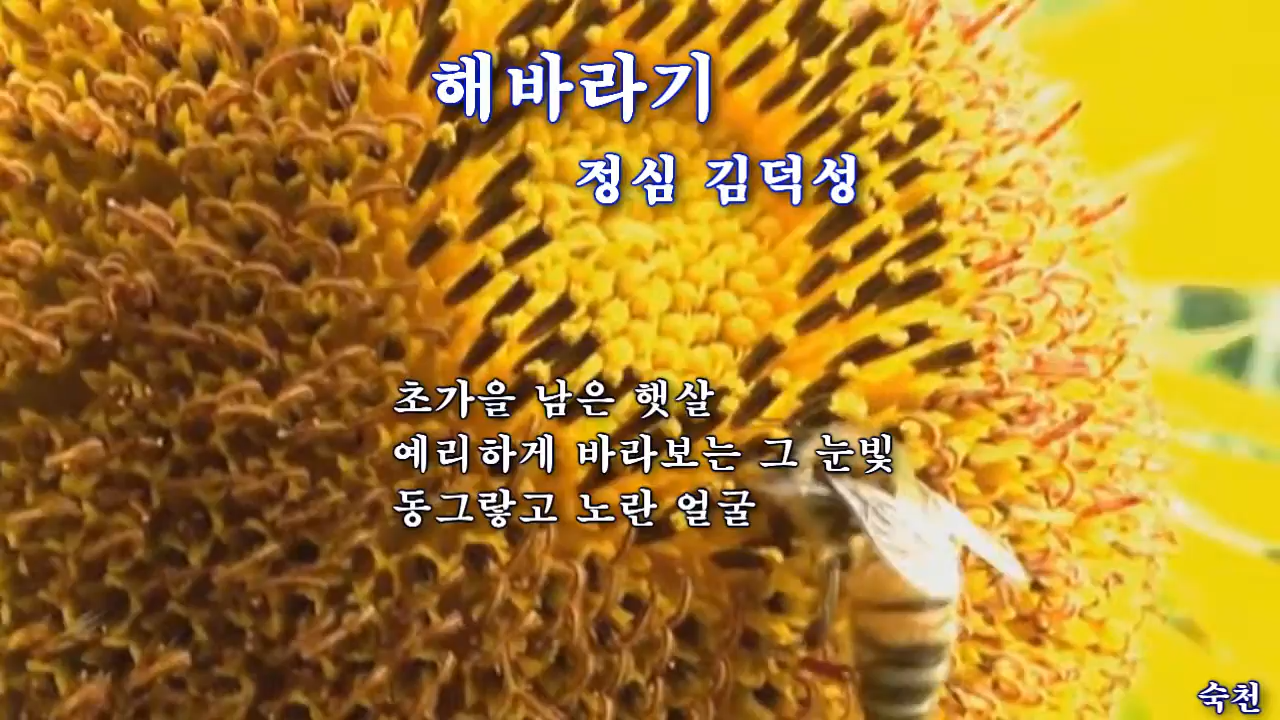 해바라기
정심 김덕성
초가을 남은 햇살
예리하게 바라보는 그 눈빛
동그랗고 노란 얼굴
숙천